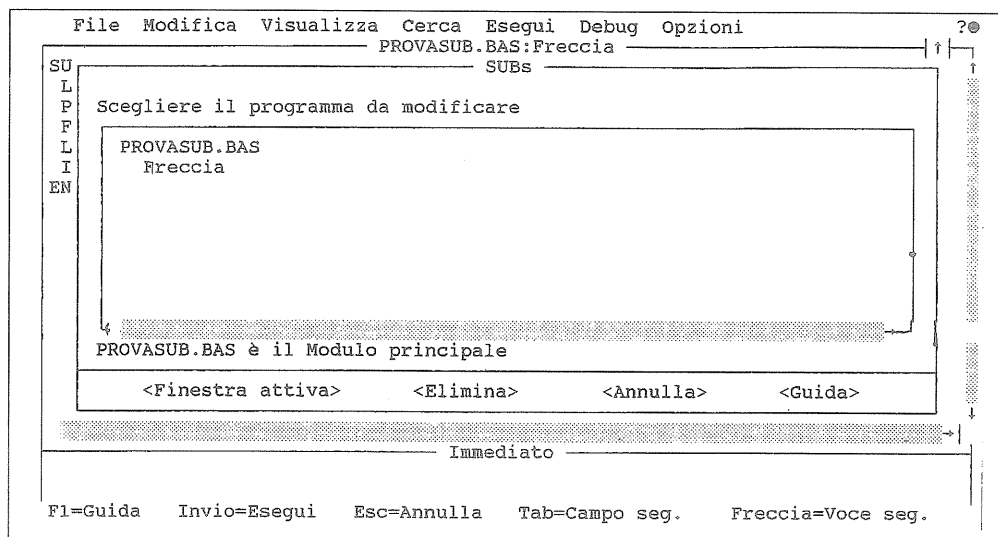 File Modifica Visualizza Cerca Esegui Debug Opzioni ?
PROVASUB.BAS:Freccia ↑
SU SUBs ↑
L
P Scegliere il programma da modificare
F
L PROVASUB.BAS
I Freccia
EN
PROVASUB.BAS è il Modulo principale
<Finestra attiva> <Elimina> <Annulla> <Guida>
Immediato
F1=Guida Invio=Esegui Esc=Annulla Tab=Campo seg. Freccia=Voce seg.